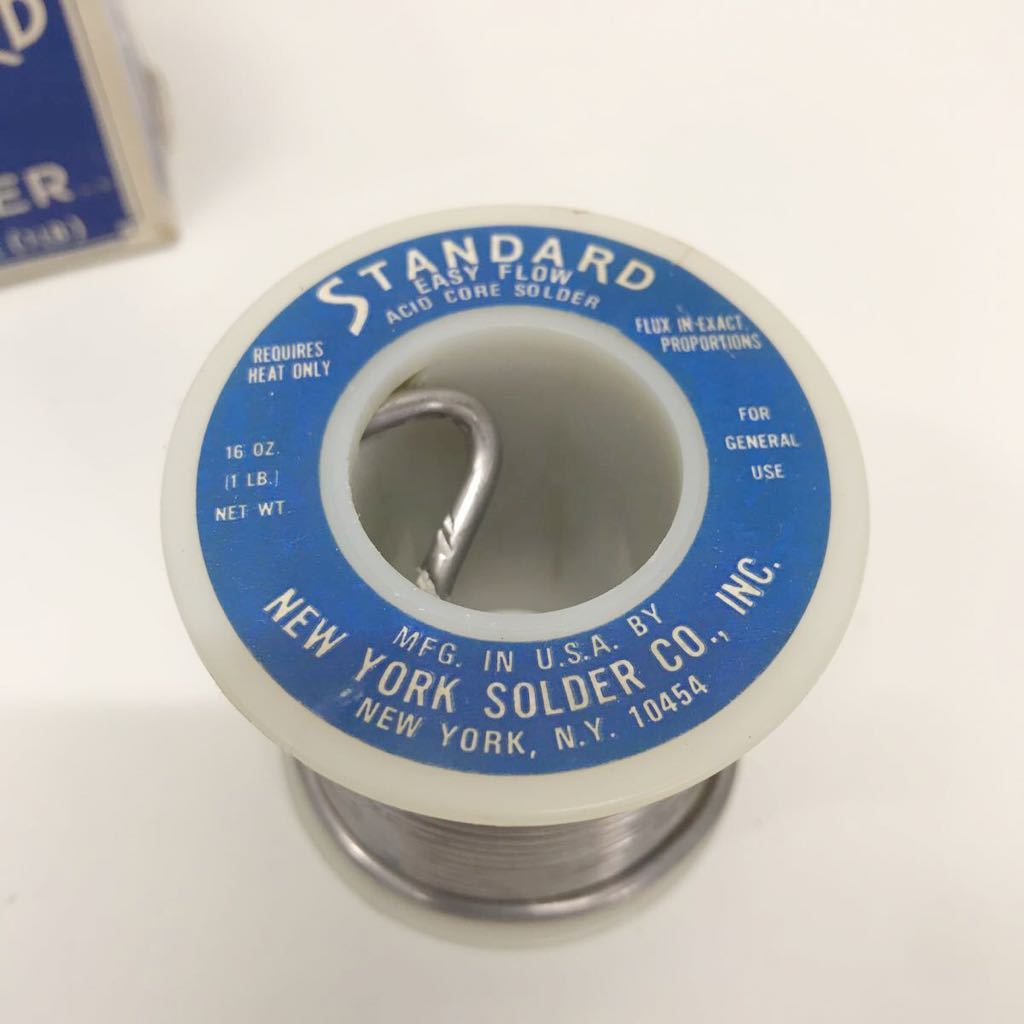 STANDARD
EASY FLOW
ACID CORE SOLDER
REQUIRES
HEAT ONLY
FLUX IN EXACT
PROPORTIONS
16 OZ.
(1 LB.)
NET WT.
FOR
GENERAL
USE
MFG. IN U.S.A. BY
NEW YORK SOLDER CO., INC.
NEW YORK, N.Y. 10454